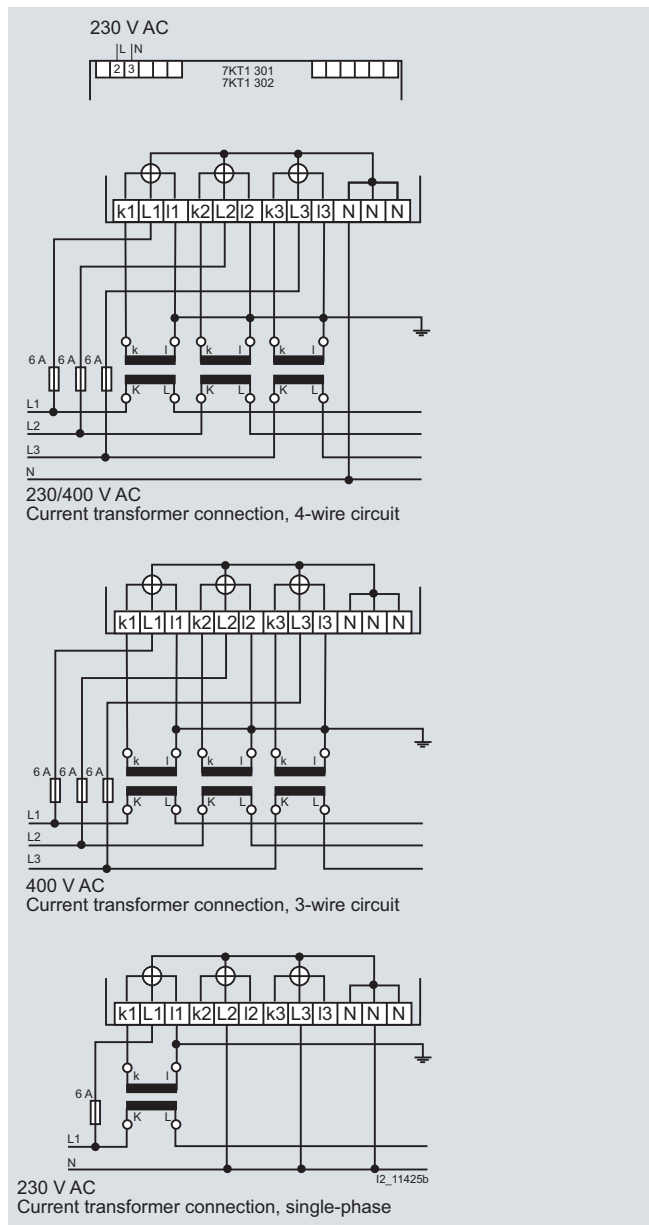 230 V AC
L N
2 3
7KT1 301
7KT1 302
k1 L1 l1 k2 L2 l2 k3 L3 l3 N N N
k l k l k l
6 A 6 A 6 A
K L K L K L
L1
L2
L3
N
230/400 V AC
Current transformer connection, 4-wire circuit
k1 L1 l1 k2 L2 l2 k3 L3 l3 N N N
k l k l k l
6 A 6 A 6 A
K L K L K L
L1
L2
L3
400 V AC
Current transformer connection, 3-wire circuit
k1 L1 l1 k2 L2 l2 k3 L3 l3 N N N
k l
6 A
K L
L1
N
I2_11425b
230 V AC
Current transformer connection, single-phase